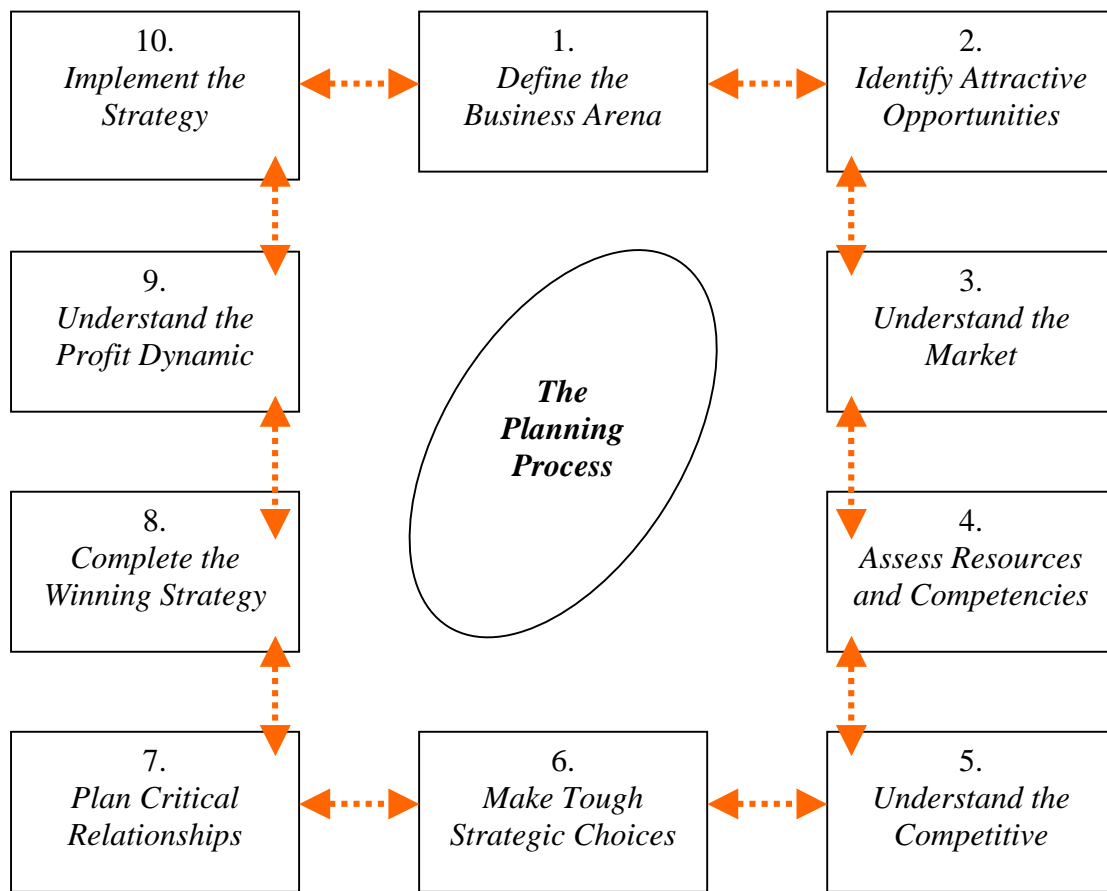 10.
Implement the
Strategy
1.
Define the
Business Arena
2.
Identify Attractive
Opportunities
9.
Understand the
Profit Dynamic
The
Planning
Process
3.
Understand the
Market
8.
Complete the
Winning Strategy
4.
Assess Resources
and Competencies
7.
Plan Critical
Relationships
6.
Make Tough
Strategic Choices
5.
Understand the
Competitive